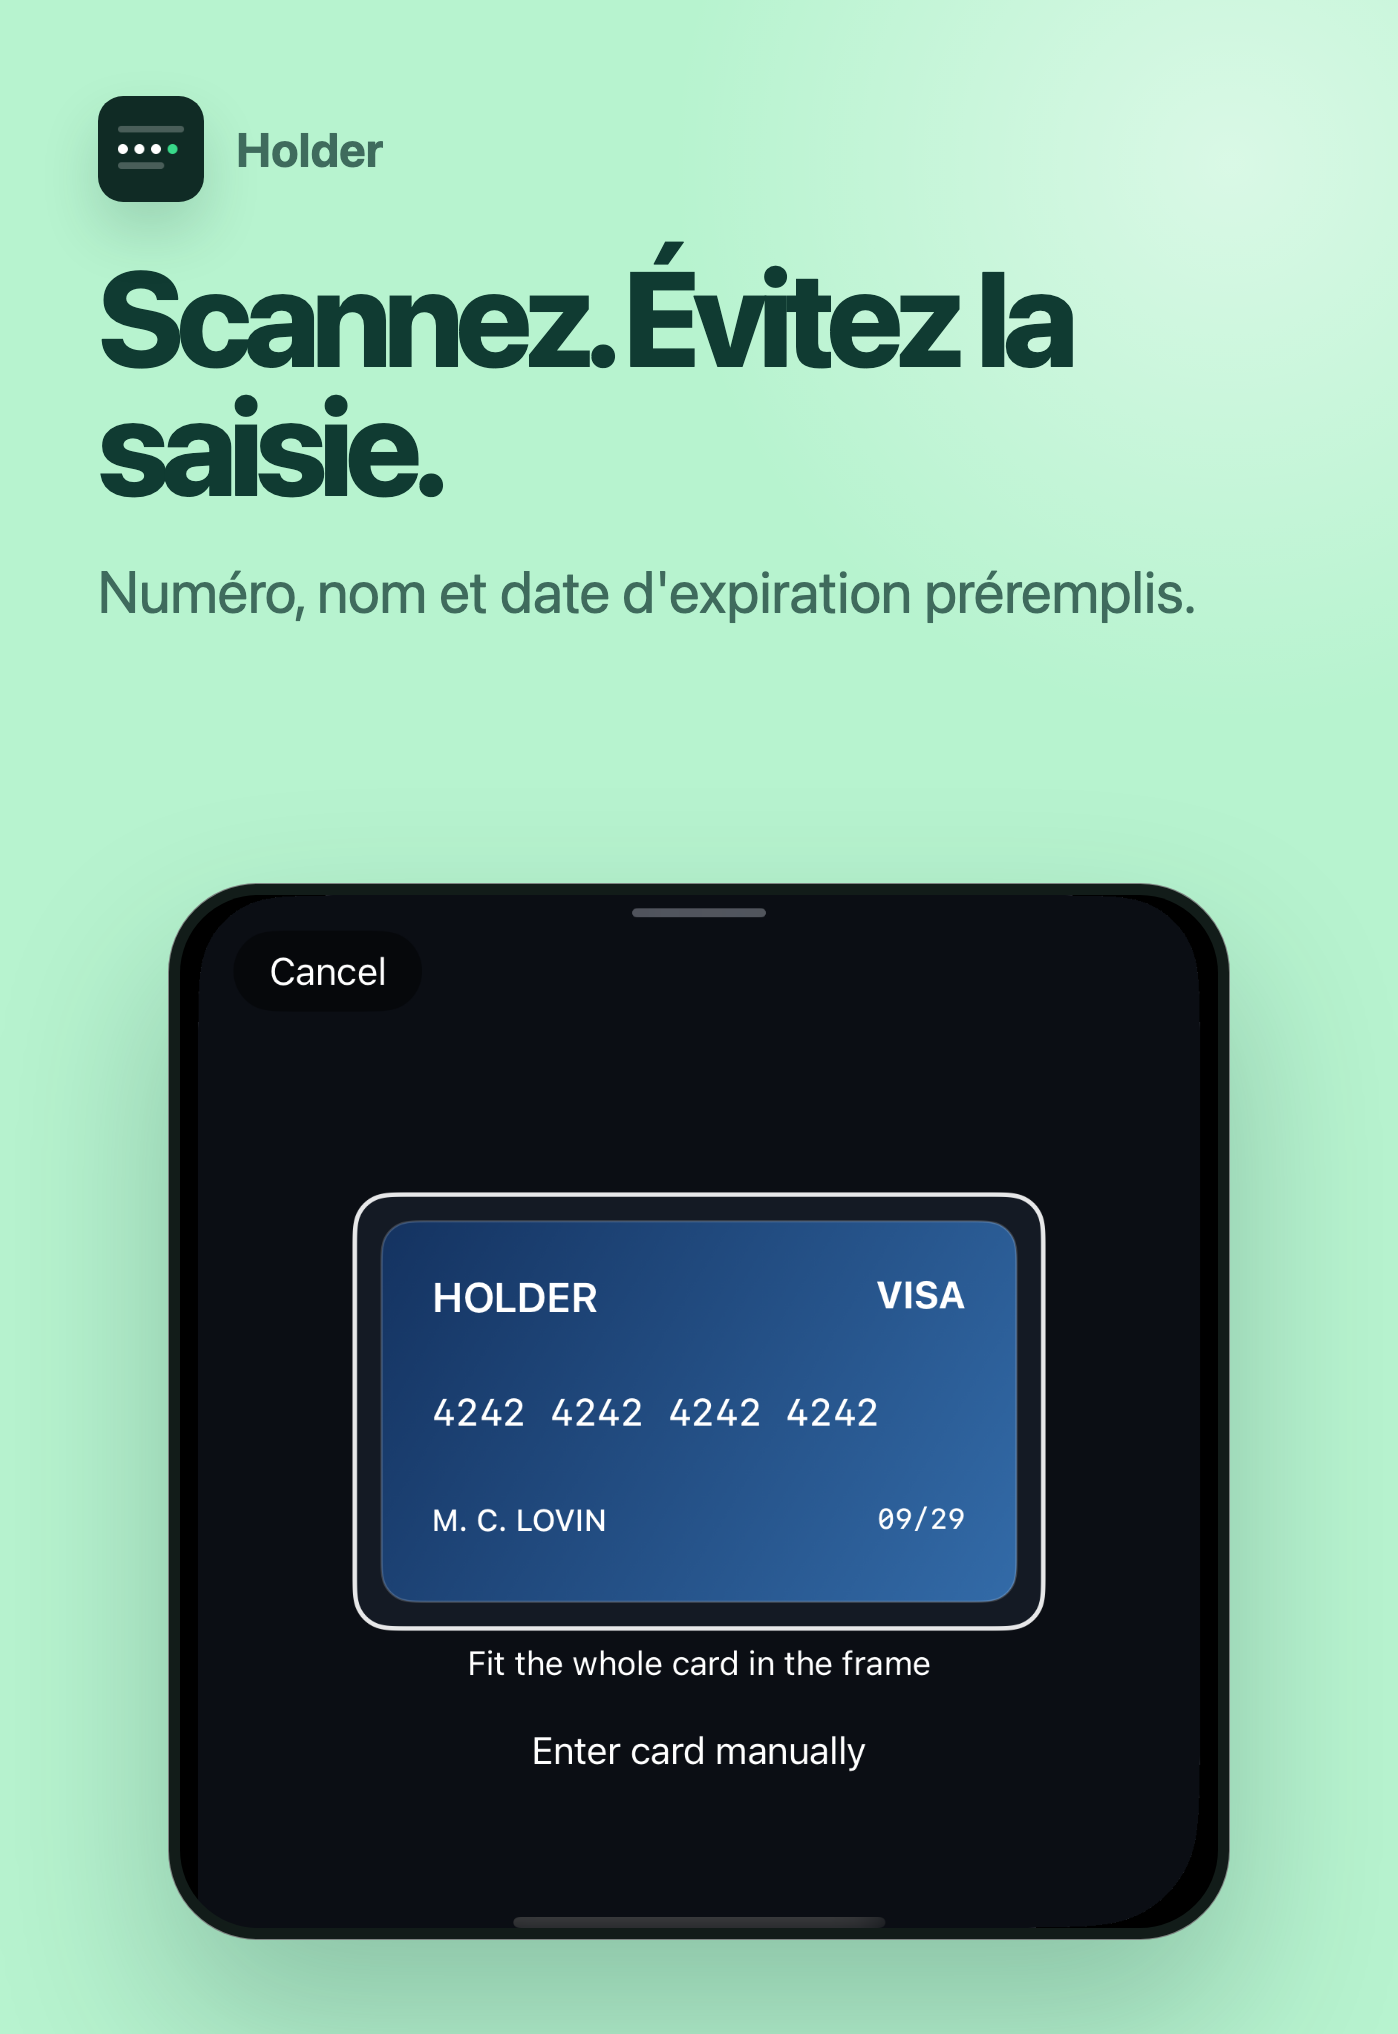 Holder
Scannez. Évitez la
saisie.
Numéro, nom et date d'expiration préremplis.
Cancel
HOLDER VISA
4242 4242 4242 4242
M. C. LOVIN 09/29
Fit the whole card in the frame
Enter card manually